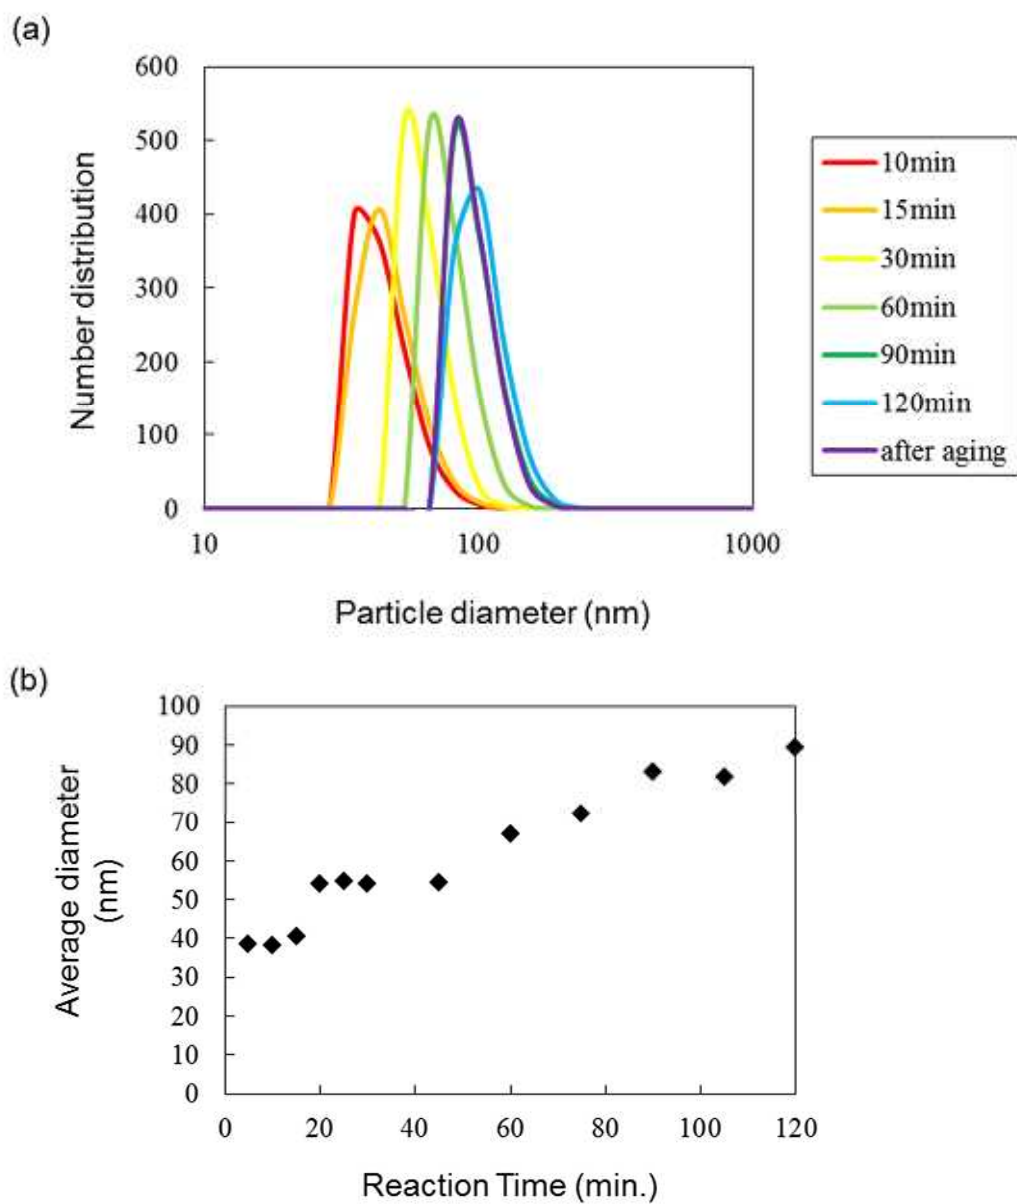 (a)
600
500
400
300
200
100
0
Number distribution
10 100 1000
Particle diameter (nm)
10min
15min
30min
60min
90min
120min
after aging
(b)
100
90
80
70
60
50
40
30
20
10
0
Average diameter
(nm)
0 20 40 60 80 100 120
Reaction Time (min.)